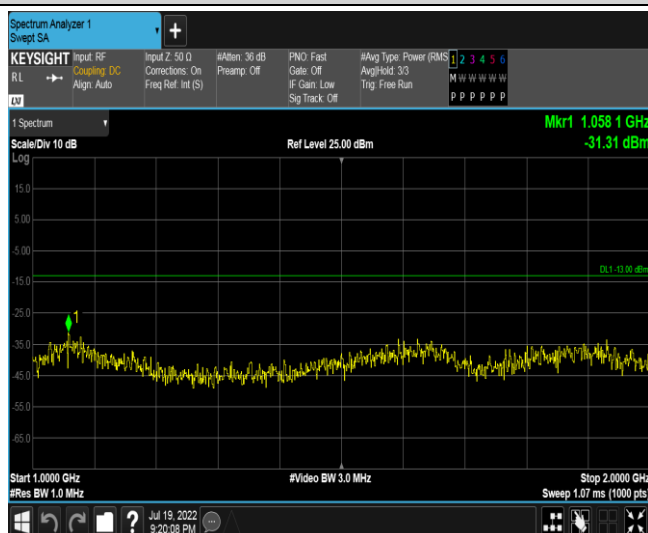 Spectrum Analyzer 1
Swept SA
+
KEYSIGHT
RL
Input: RF
Coupling: DC
Align: Auto
Input Z: 50 Ω
Corrections: On
Freq Ref: Int (S)
#Atten: 36 dB
Preamp: Off
PNO: Fast
Gate: Off
IF Gain: Low
Sig Track: Off
#Avg Type: Power (RMS
Avg|Hold: 3/3
Trig: Free Run
1 2 3 4 5 6
M W W W W W
P P P P P P
LXI
1 Spectrum
Mkr1 1.058 1 GHz
Scale/Div 10 dB
Ref Level 25.00 dBm
-31.31 dBm
Log
15.0
5.00
-5.00
DL1 -13.00 dBm
-15.0
1
-25.0
-35.0
-45.0
-55.0
-65.0
Start 1.0000 GHz
#Video BW 3.0 MHz
Stop 2.0000 GHz
#Res BW 1.0 MHz
Sweep 1.07 ms (1000 pts)
?
Jul 19, 2022
9:20:08 PM